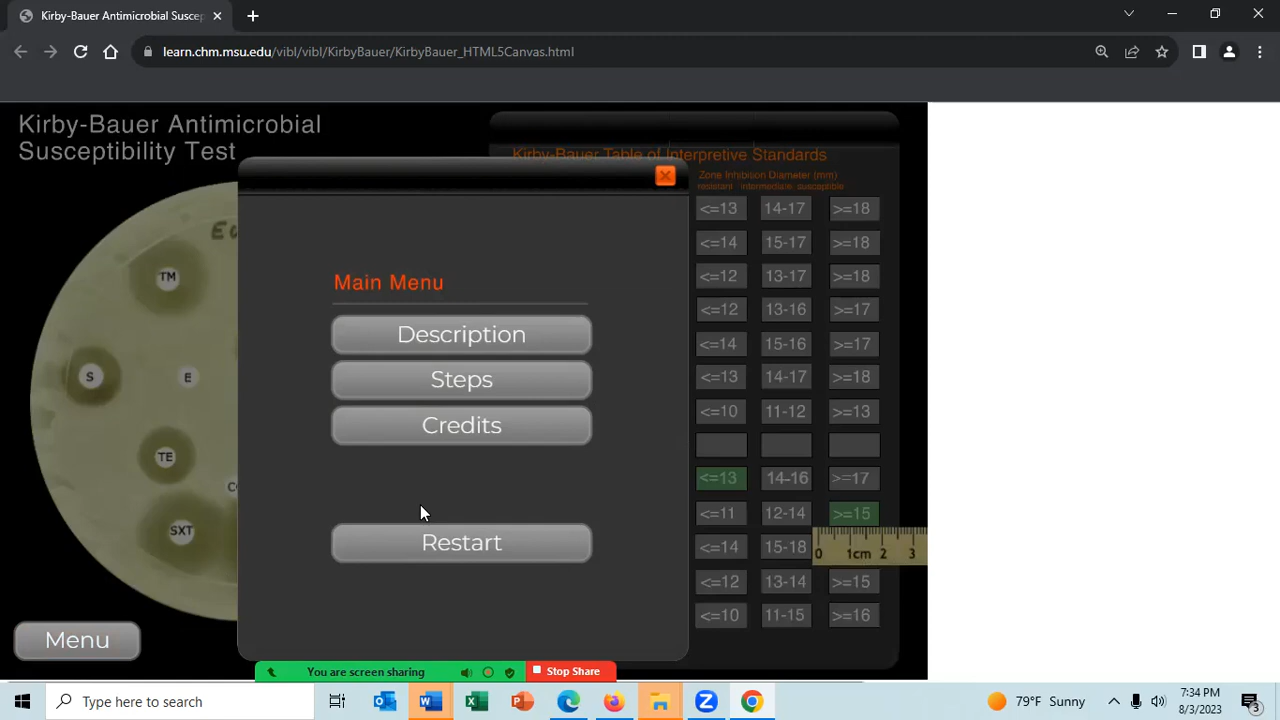 Kirby-Bauer Antimicrobial Suscep
learn.chm.msu.edu/vibl/vibl/KirbyBauer/KirbyBauer_HTML5Canvas.html
Kirby-Bauer Antimicrobial
Susceptibility Test
Kirby-Bauer Table of Interpretive Standards
Zone Inhibition Diameter (mm)
resistant intermediate susceptible
<=13 14-17 >=18
<=14 15-17 >=18
<=12 13-17 >=18
<=12 13-16 >=17
<=14 15-16 >=17
<=13 14-17 >=18
<=10 11-12 >=13
<=13 14-16 >=17
<=11 12-14 >=15
<=14 15-18
<=12 13-14 >=15
<=10 11-15 >=16
0 1cm 2 3
TM
S
E
TE
SXT
Main Menu
Description
Steps
Credits
Restart
Menu
You are screen sharing
Stop Share
Type here to search
79°F Sunny
7:34 PM
8/3/2023
3